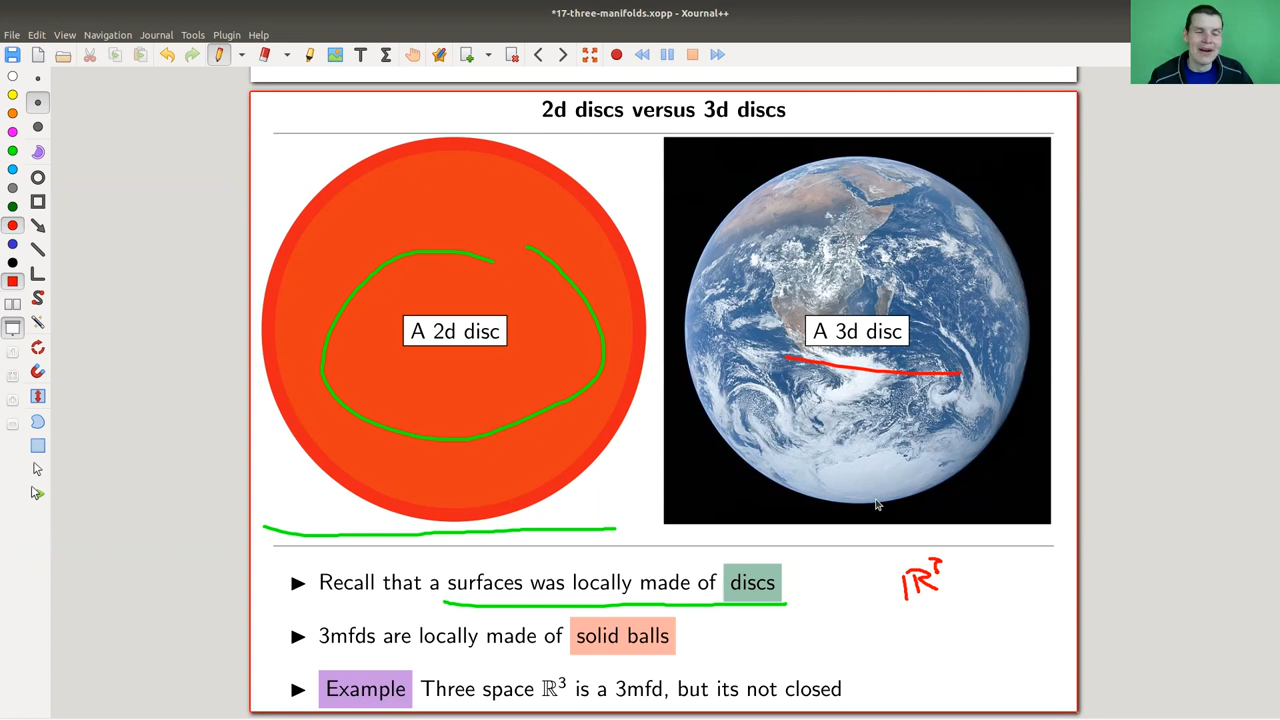 *17-three-manifolds.xopp - Xournal++
File Edit View Navigation Journal Tools Plugin Help
2d discs versus 3d discs
A 2d disc
A 3d disc
ℝ³
▶ Recall that a surfaces was locally made of discs
▶ 3mfds are locally made of solid balls
▶ Example Three space ℝ³ is a 3mfd, but its not closed